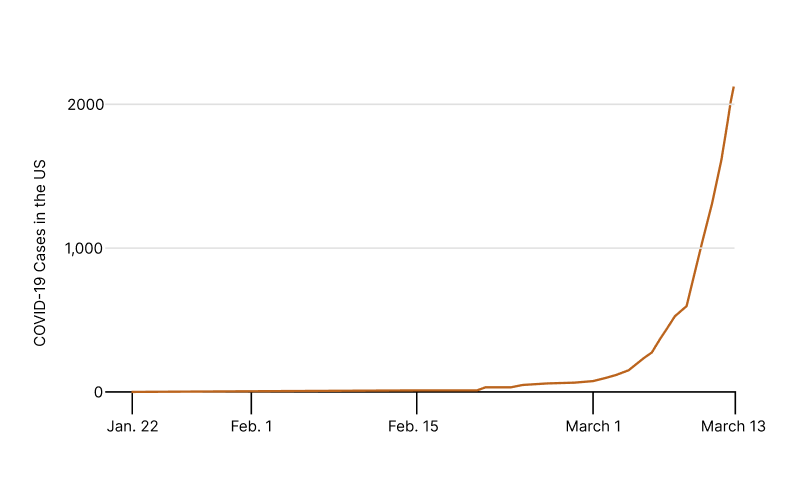 2000
1,000
0
COVID-19 Cases in the US
Jan. 22
Feb. 1
Feb. 15
March 1
March 13